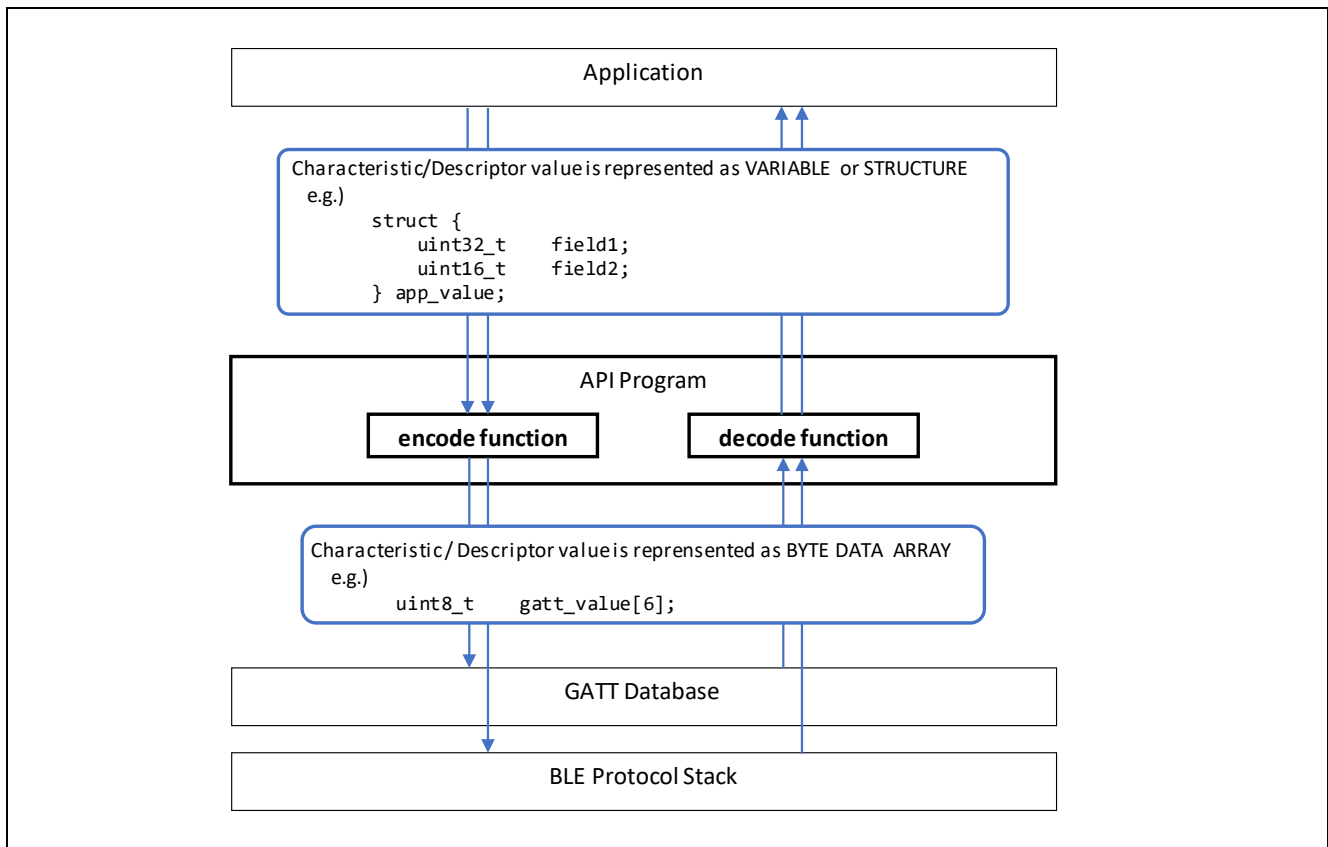 Application
Characteristic/Descriptor value is represented as VARIABLE or STRUCTURE
e.g.)
struct {
uint32_t field1;
uint16_t field2;
} app_value;
API Program
encode function
decode function
Characteristic/ Descriptor value is reprensented as BYTE DATA ARRAY
e.g.)
uint8_t gatt_value[6];
GATT Database
BLE Protocol Stack